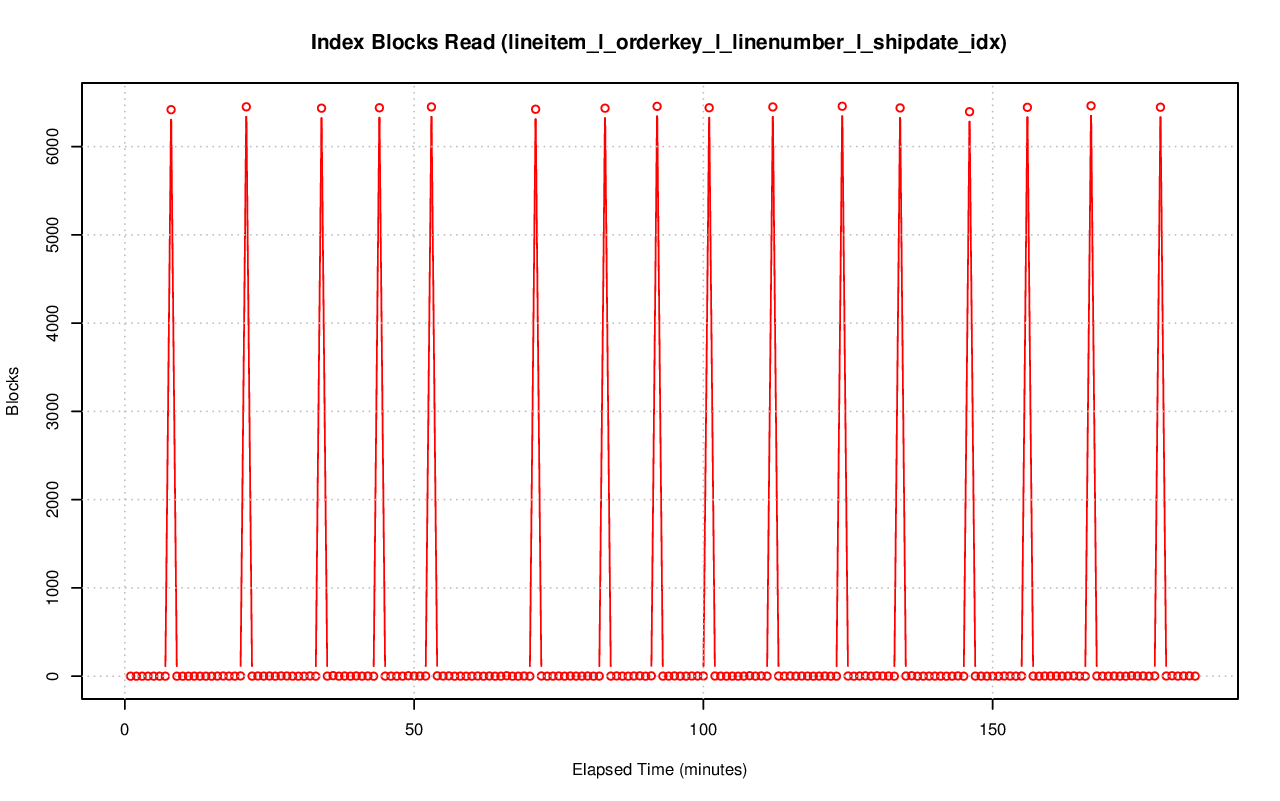 Index Blocks Read (lineitem_l_orderkey_l_linenumber_l_shipdate_idx)
6000
5000
4000
3000
2000
1000
0
Blocks
0 50 100 150
Elapsed Time (minutes)